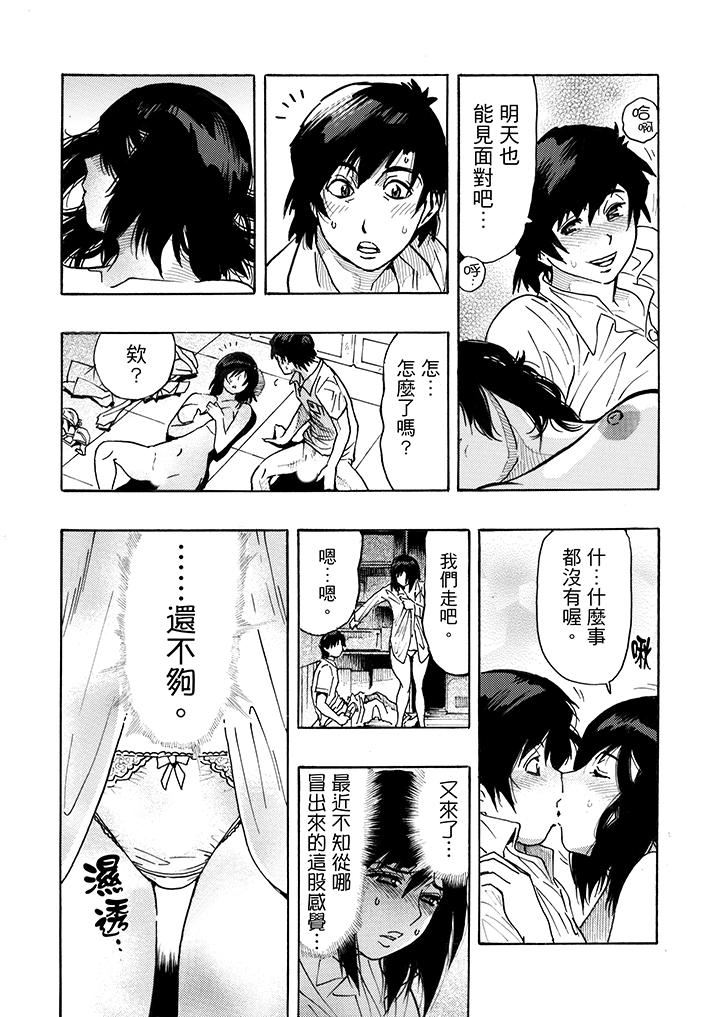 哈啊
明天也
能見面對吧…
呼…
怎…
怎麼了嗎？
欸？
什…什麼事
都沒有喔。
啾
我們走吧。
嗯…嗯。
又來了…
最近不知從哪
冒出來的這股感覺…
……還不夠。
濕透…